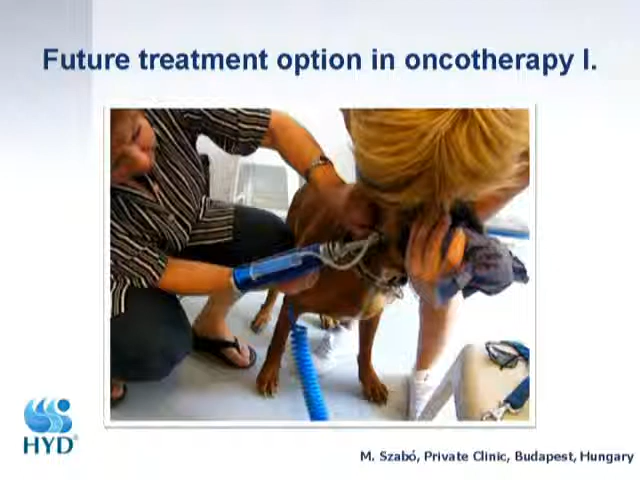 Future treatment option in oncotherapy I.
HYD®
M. Szabó, Private Clinic, Budapest, Hungary